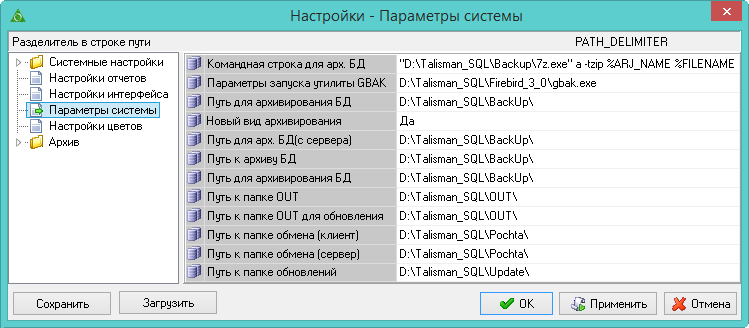 Настройки - Параметры системы
Разделитель в строке пути PATH_DELIMITER
Системные настройки
Настройки отчетов
Настройки интерфейса
Параметры системы
Настройки цветов
Архив
Командная строка для арх. БД "D:\Talisman_SQL\Backup\7z.exe" a -tzip %ARJ_NAME %FILENAME
Параметры запуска утилиты GBAK D:\Talisman_SQL\Firebird_3_0\gbak.exe
Путь для архивирования БД D:\Talisman_SQL\BackUp\
Новый вид архивирования Да
Путь для арх. БД(с сервера) D:\Talisman_SQL\BackUp\
Путь к архиву БД D:\Talisman_SQL\BackUp\
Путь для архивирования БД D:\Talisman_SQL\BackUp\
Путь к папке OUT D:\Talisman_SQL\OUT\
Путь к папке OUT для обновления D:\Talisman_SQL\OUT\
Путь к папке обмена (клиент) D:\Talisman_SQL\Pochta\
Путь к папке обмена (сервер) D:\Talisman_SQL\Pochta\
Путь к папке обновлений D:\Talisman_SQL\Update\
Сохранить Загрузить OK Применить Отмена